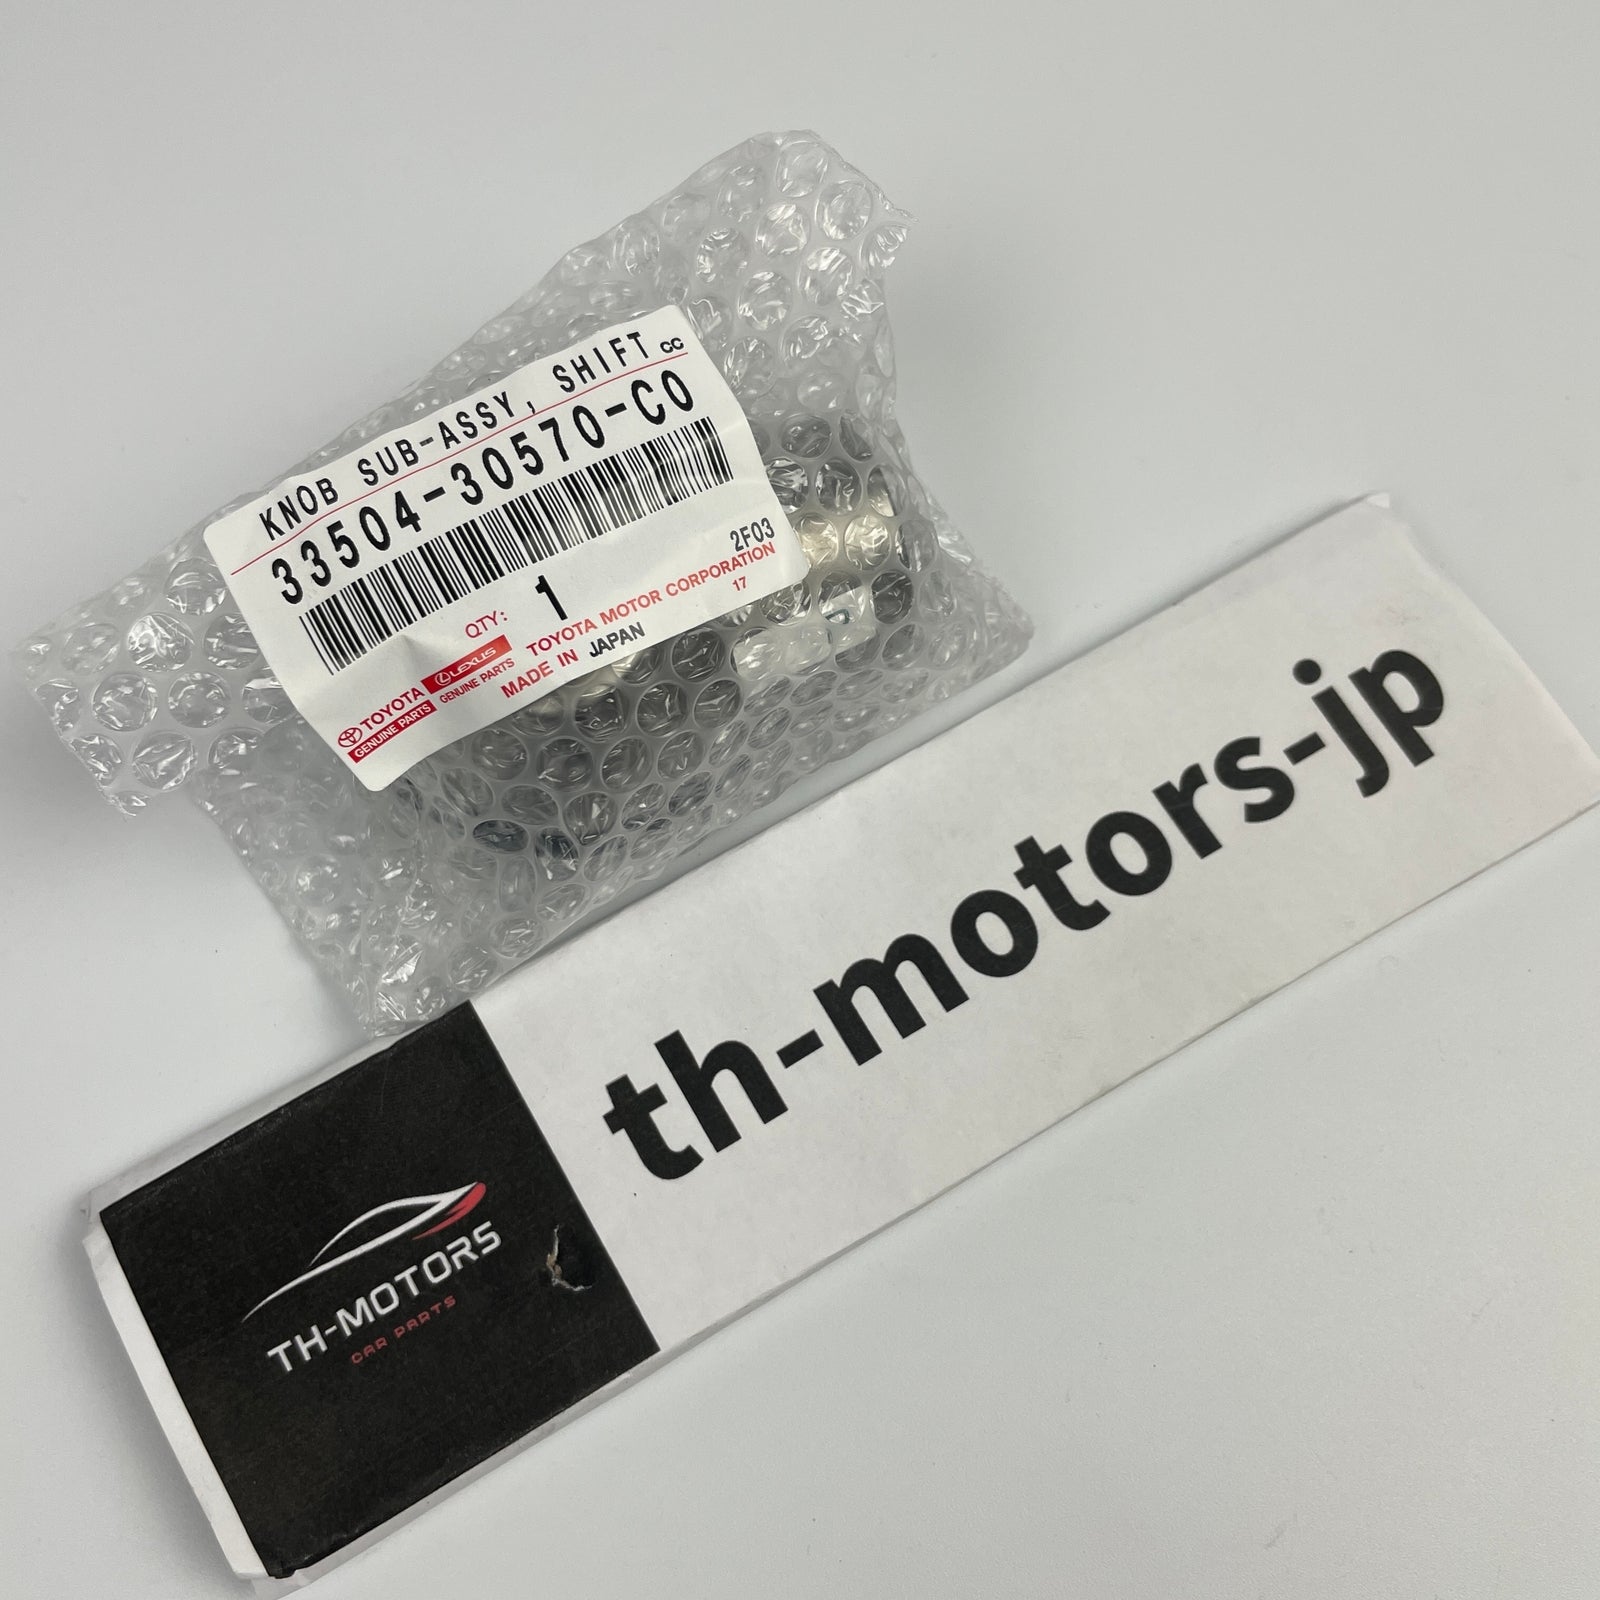 KNOB SUB-ASSY, SHIFT CC
33504-30570-C0
QTY: 1
2F03
TOYOTA LEXUS TOYOTA MOTOR CORPORATION
GENUINE PARTS GENUINE PARTS MADE IN JAPAN 17
th-motors-jp
TH-MOTORS
CAR PARTS